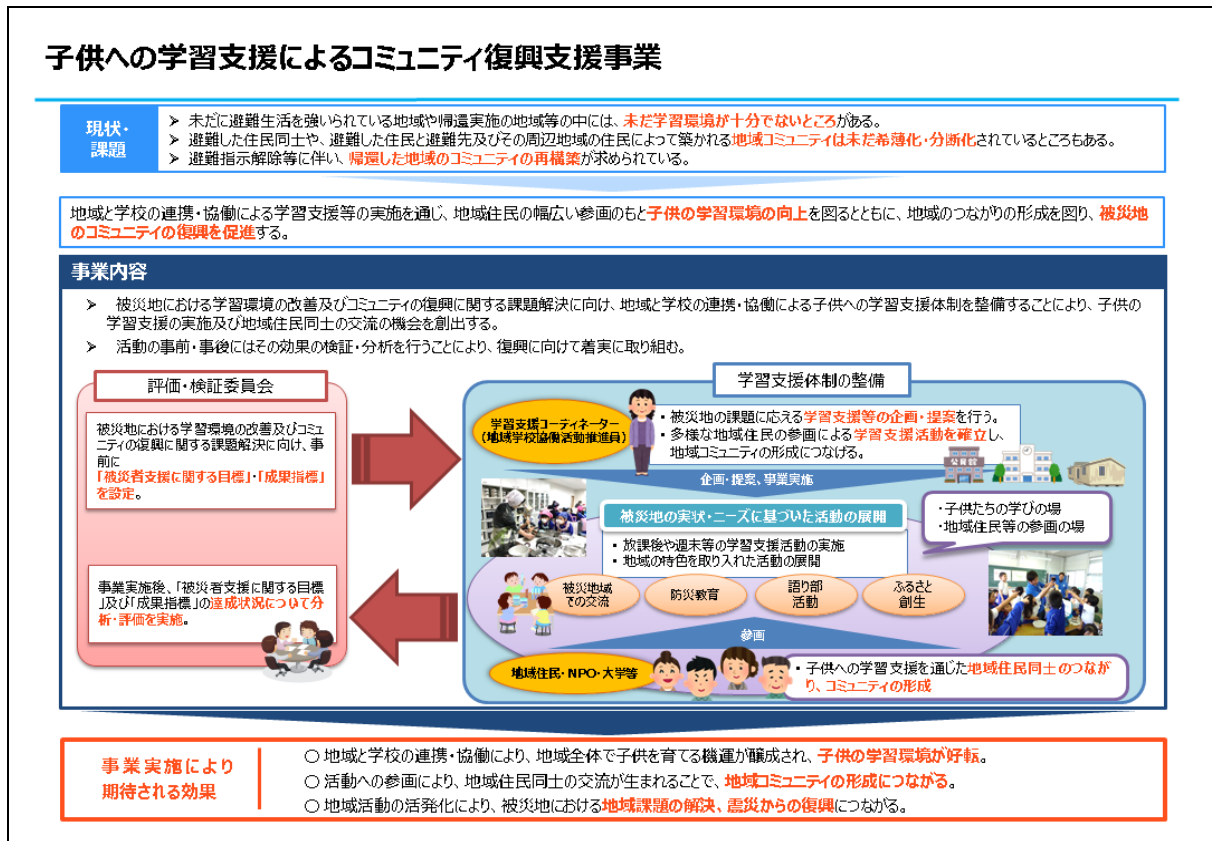 子供への学習支援によるコミュニティ復興支援事業
現状・
課題
➢ 未だに避難生活を強いられている地域や帰還実施の地域等の中には、未だ学習環境が十分でないところがある。
➢ 避難した住民同士や、避難した住民と避難先及びその周辺地域の住民によって築かれる地域コミュニティは未だ希薄化・分断化されているところもある。
➢ 避難指示解除等に伴い、帰還した地域のコミュニティの再構築が求められている。
地域と学校の連携・協働による学習支援等の実施を通じ、地域住民の幅広い参画のもと子供の学習環境の向上を図るとともに、地域のつながりの形成を図り、被災地
のコミュニティの復興を促進する。
事業内容
➢ 被災地における学習環境の改善及びコミュニティの復興に関する課題解決に向け、地域と学校の連携・協働による子供への学習支援体制を整備することにより、子供の
学習支援の実施及び地域住民同士の交流の機会を創出する。
➢ 活動の事前・事後にはその効果の検証・分析を行うことにより、復興に向けて着実に取り組む。
評価・検証委員会
被災地における学習環境の改善及びコミュ
ニティの復興に関する課題解決に向け、事
前に
「被災者支援に関する目標」・「成果指標」
を設定。
事業実施後、「被災者支援に関する目標
」及び「成果指標」の達成状況について分
析・評価を実施。
学習支援体制の整備
学習支援コーディネーター
(地域学校協働活動推進員)
・被災地の課題に応える学習支援等の企画・提案を行う。
・多様な地域住民の参画による学習支援活動を確立し、
地域コミュニティの形成につなげる。
公民館
企画・提案、事業実施
被災地の実状・ニーズに基づいた活動の展開
・放課後や週末等の学習支援活動の実施
・地域の特色を取り入れた活動の展開
・子供たちの学びの場
・地域住民等の参画の場
被災地域
での交流
防災教育
語り部
活動
ふるさと
創生
参画
地域住民・NPO・大学等
・子供への学習支援を通じた地域住民同士のつなが
り、コミュニティの形成
事業実施により
期待される効果
○ 地域と学校の連携・協働により、地域全体で子供を育てる機運が醸成され、子供の学習環境が好転。
○ 活動への参画により、地域住民同士の交流が生まれることで、地域コミュニティの形成につながる。
○ 地域活動の活発化により、被災地における地域課題の解決、震災からの復興につながる。